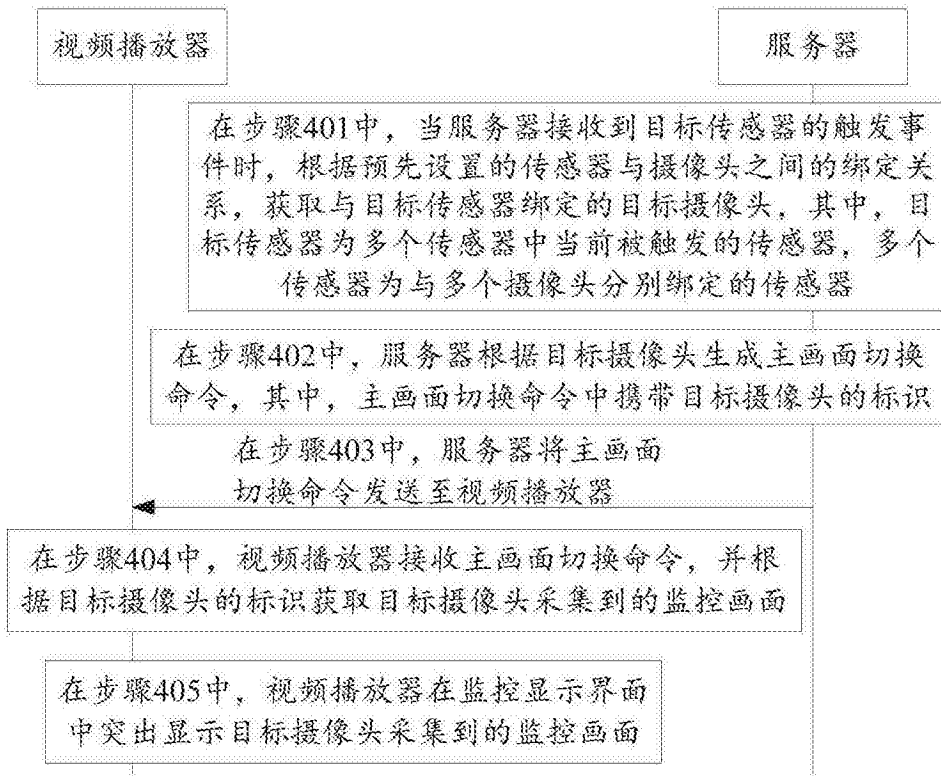 视频播放器
服务器
在步骤401中，当服务器接收到目标传感器的触发事
件时，根据预先设置的传感器与摄像头之间的绑定关
系，获取与目标传感器绑定的目标摄像头，其中，目
标传感器为多个传感器中当前被触发的传感器，多个
传感器为与多个摄像头分别绑定的传感器
在步骤402中，服务器根据目标摄像头生成主画面切换
命令，其中，主画面切换命令中携带目标摄像头的标识
在步骤403中，服务器将主画面
切换命令发送至视频播放器
在步骤404中，视频播放器接收主画面切换命令，并根
据目标摄像头的标识获取目标摄像头采集到的监控画面
在步骤405中，视频播放器在监控显示界面
中突出显示目标摄像头采集到的监控画面